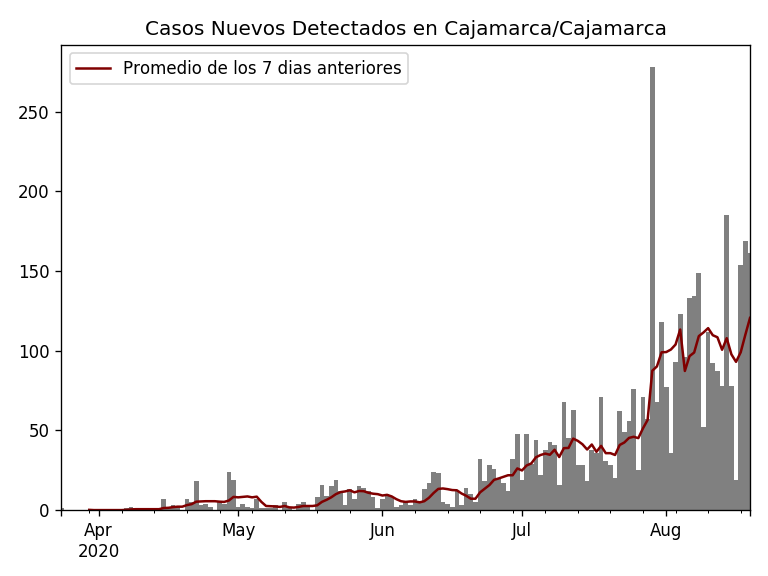 Casos Nuevos Detectados en Cajamarca/Cajamarca
Promedio de los 7 dias anteriores
250
200
150
100
50
0
Apr
2020
May
Jun
Jul
Aug